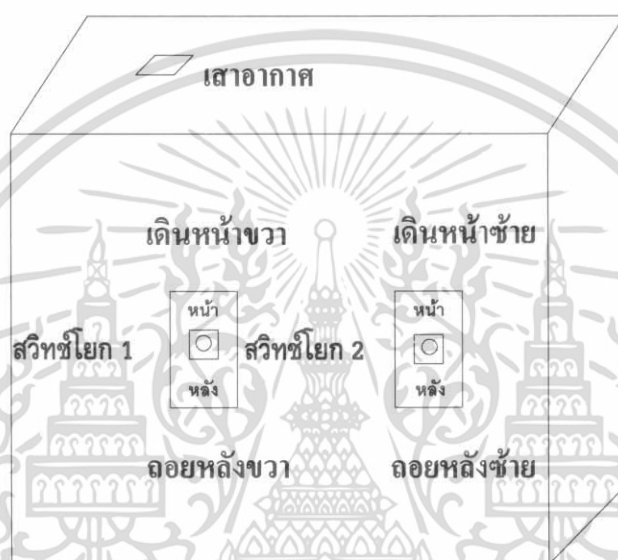 เสาอากาศ
เดินหน้าขวา เดินหน้าซ้าย
หน้า หน้า
สวิทช์โยก 1 สวิทช์โยก 2
หลัง หลัง
ถอยหลังขวา ถอยหลังซ้าย